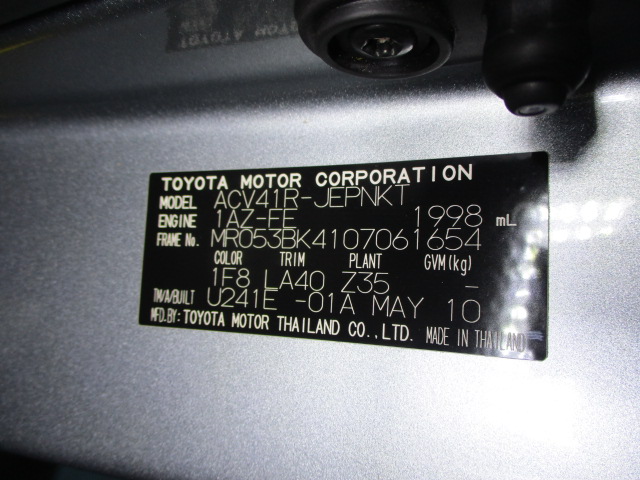 TOYOTA MOTOR CORPORATION
MODEL ACV41R-JEPNKT
ENGINE 1AZ-FE 1998 mL
FRAME No. MR053BK4107061654
COLOR TRIM PLANT GVM(kg)
1F8 LA40 Z35 -
TM/A/BUILT U241E -01A MAY 10
MFD.BY: TOYOTA MOTOR THAILAND CO.,LTD. MADE IN THAILAND